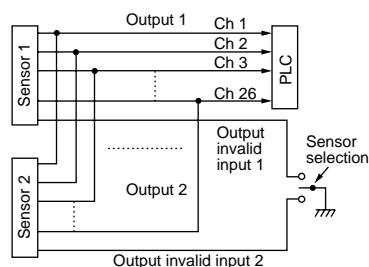 Output 1
Ch 1
Ch 2
Ch 3
Ch 26
Sensor 1
PLC
Output
invalid
input 1
Sensor
selection
Sensor 2
Output 2
Output invalid input 2